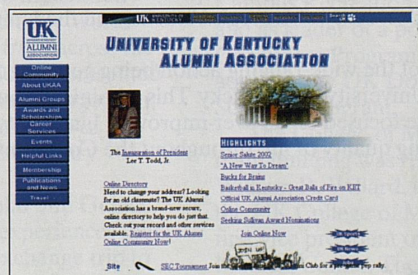 UK
ALUMNI
ASSOCIATION
UK
UNIVERSITY OF KENTUCKY
ALUMNI ASSOCIATION
Online
Community
About UKAA
Alumni Groups
Awards and
Scholarships
Career
Services
Events
Helpful Links
Membership
Publications
and News
Travel
The Inauguration of President
Lee T. Todd, Jr.
Online Directory
Need to change your address? Looking
for an old classmate? The UK Alumni
Association has a brand-new secure,
online directory to help you do just that.
Check out your record and other services
available. Register for the UK Alumni
Online Community Now!
HIGHLIGHTS
Senior Salute 2002
"A New Way To Dream"
Bucks for Brains
Basketball in Kentucky - Great Balls of Fire on KET
Official UK Alumni Association Credit Card
Online Community
Seeking Sullivan Award Nominations
Join Online Now
Site
SEC Tournament Join the
Club for a
rally.